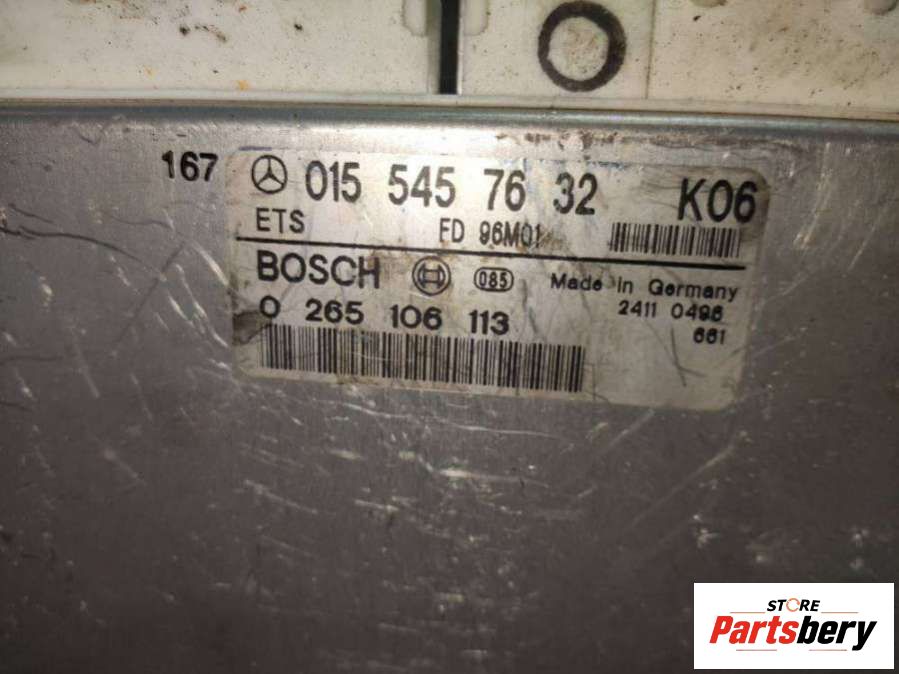 167
015 545 76 32 K06
ETS FD 96M01
BOSCH 085 Made in Germany
0 265 106 113 2411 0496
661
STORE
Partsbery